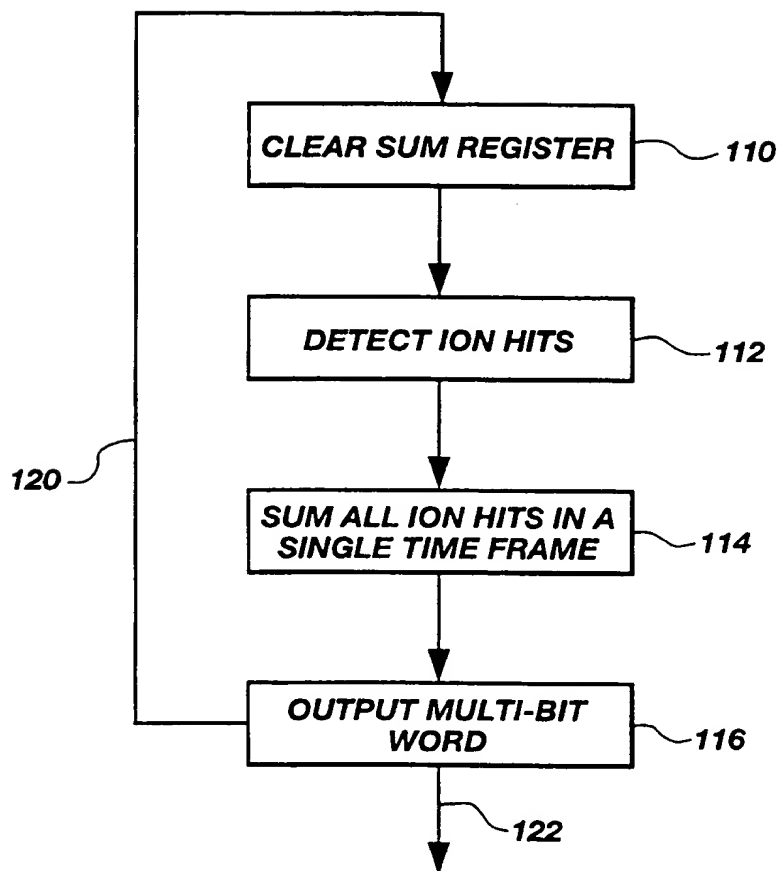 CLEAR SUM REGISTER
110
DETECT ION HITS
112
120
SUM ALL ION HITS IN A
SINGLE TIME FRAME
114
OUTPUT MULTI-BIT
WORD
116
122